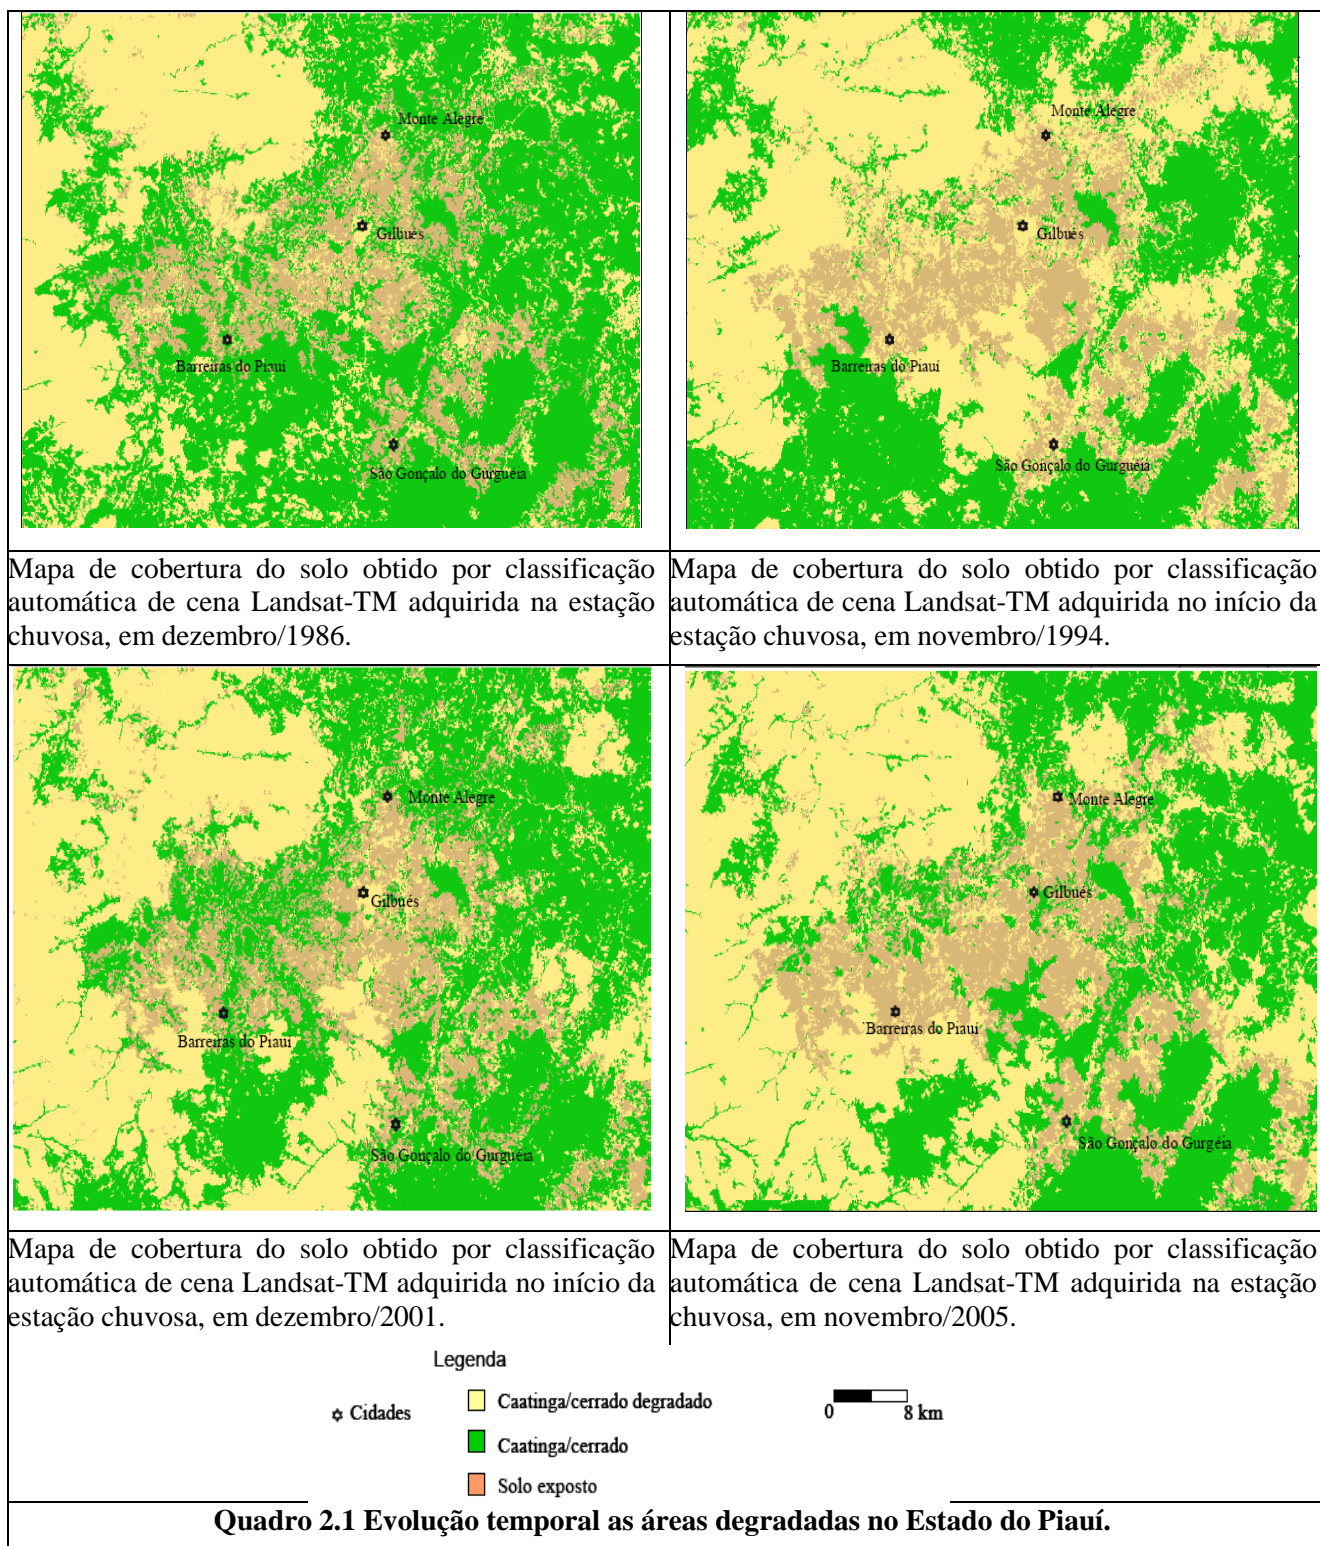 Monte Alegre
Gilbués
Barreiras do Piauí
São Gonçalo do Gurguéia
Mapa de cobertura do solo obtido por classificação
automática de cena Landsat-TM adquirida na estação
chuvosa, em dezembro/1986.
Monte Alegre
Gilbués
Barreiras do Piauí
São Gonçalo do Gurguéia
Mapa de cobertura do solo obtido por classificação
automática de cena Landsat-TM adquirida no início da
estação chuvosa, em novembro/1994.
Monte Alegre
Gilbués
Barreiras do Piauí
São Gonçalo do Gurguéia
Mapa de cobertura do solo obtido por classificação
automática de cena Landsat-TM adquirida no início da
estação chuvosa, em dezembro/2001.
Monte Alegre
Gilbués
Barreiras do Piauí
São Gonçalo do Gurgéia
Mapa de cobertura do solo obtido por classificação
automática de cena Landsat-TM adquirida na estação
chuvosa, em novembro/2005.
Legenda
Cidades
Caatinga/cerrado degradado
Caatinga/cerrado
Solo exposto
0 8 km
Quadro 2.1 Evolução temporal as áreas degradadas no Estado do Piauí.